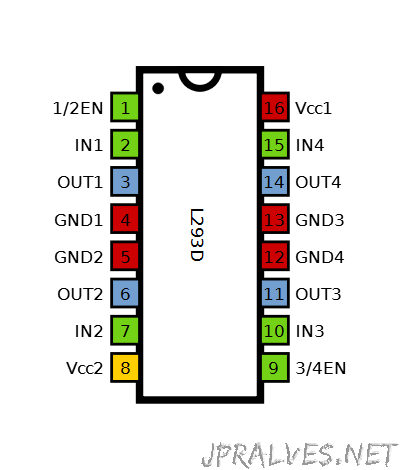 1/2EN 1 16 Vcc1
IN1 2 15 IN4
OUT1 3 14 OUT4
GND1 4 13 GND3
GND2 5 12 GND4
OUT2 6 11 OUT3
IN2 7 10 IN3
Vcc2 8 9 3/4EN
L293D
JPRALVES.NET